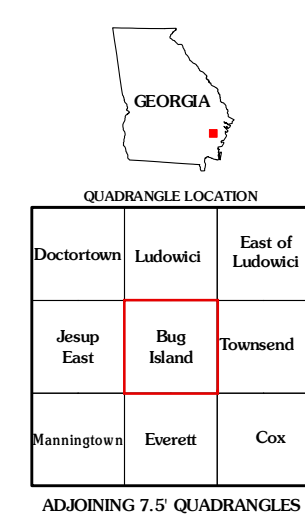 GEORGIA
QUADRANGLE LOCATION
Doctortown
Ludowici
East of
Ludowici
Jesup
East
Bug
Island
Townsend
Manningtown
Everett
Cox
ADJOINING 7.5' QUADRANGLES